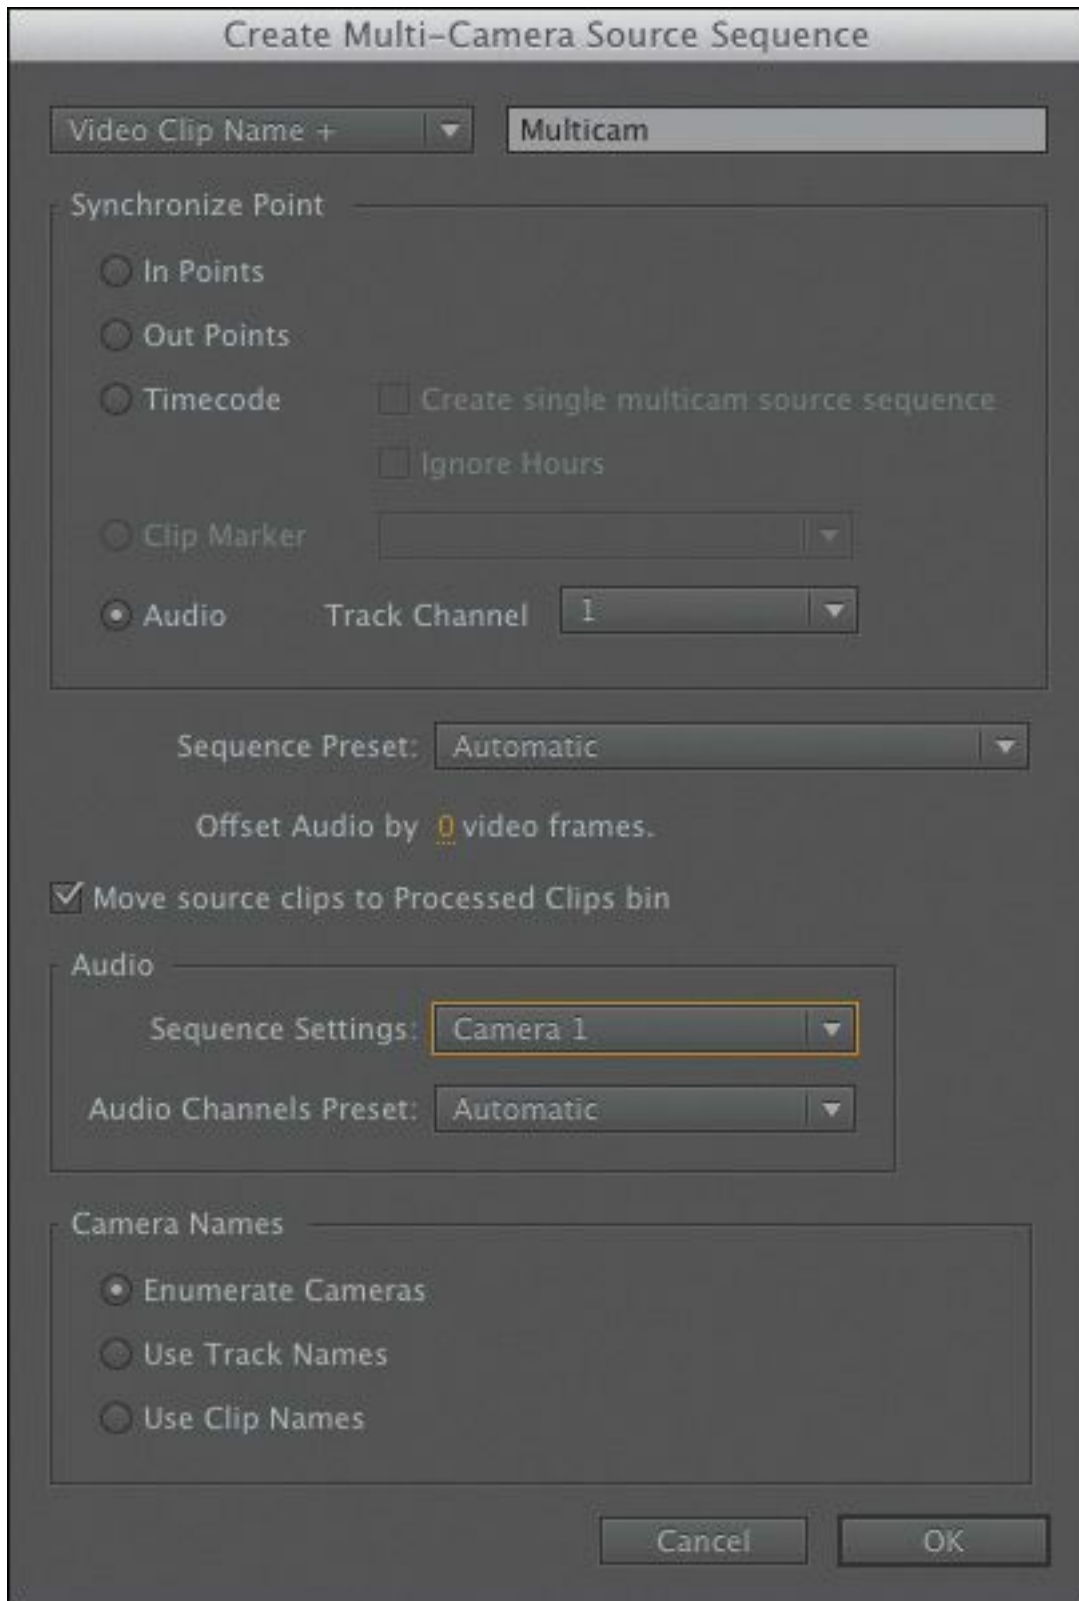 Create Multi-Camera Source Sequence
Video Clip Name +
Multicam
Synchronize Point
In Points
Out Points
Timecode
Create single multicam source sequence
Ignore Hours
Clip Marker
Audio
Track Channel
1
Sequence Preset:
Automatic
Offset Audio by 0 video frames.
Move source clips to Processed Clips bin
Audio
Sequence Settings:
Camera 1
Audio Channels Preset:
Automatic
Camera Names
Enumerate Cameras
Use Track Names
Use Clip Names
Cancel
OK